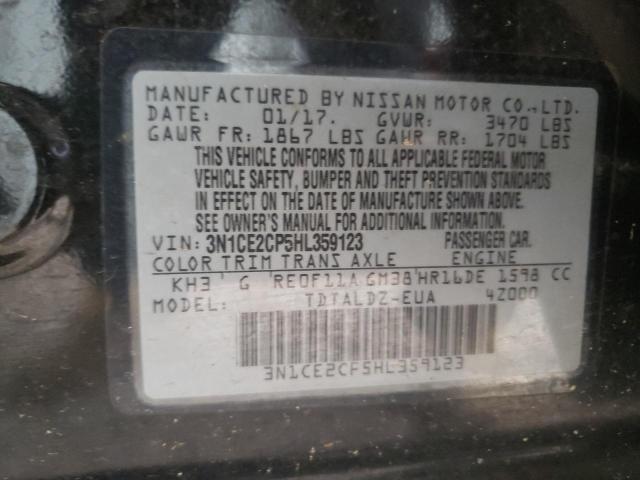 MANUFACTURED BY NISSAN MOTOR CO.,LTD.
DATE: 01/17. GVWR: 3470 LBS
GAWR FR: 1867 LBS GAWR RR: 1704 LBS
THIS VEHICLE CONFORMS TO ALL APPLICABLE FEDERAL MOTOR
VEHICLE SAFETY, BUMPER AND THEFT PREVENTION STANDARDS
IN EFFECT ON THE DATE OF MANUFACTURE SHOWN ABOVE.
SEE OWNER'S MANUAL FOR ADDITIONAL INFORMATION.
VIN: 3N1CE2CP5HL359123 PASSENGER CAR.
COLOR TRIM TRANS AXLE ENGINE
KH3 G RE0F11A GM38 HR16DE 1598 CC
MODEL: TDTALDZ-EUA 4Z000
3N1CE2CP5HL359123